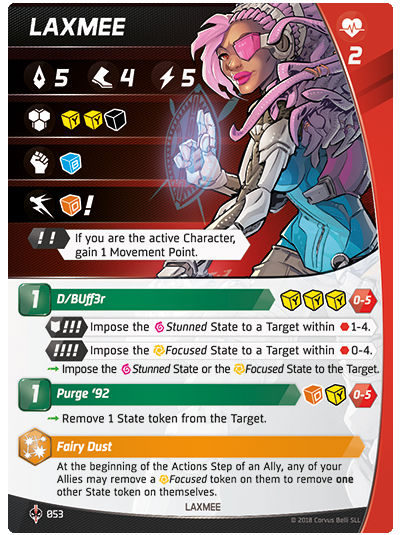 LAXMEE
2
5 4 5
Y Y
B
O !
!! If you are the active Character,
gain 1 Movement Point.
1 D/BUff3r Y Y Y 0-5
!!! Impose the Stunned State to a Target within 1-4.
!!!! Impose the Focused State to a Target within 0-4.
→ Impose the Stunned State or the Focused State to the Target.
1 Purge '92 O Y 0-5
→ Remove 1 State token from the Target.
Fairy Dust
At the beginning of the Actions Step of an Ally, any of your
Allies may remove a Focused token on them to remove one
other State token on themselves.
LAXMEE
053
© 2018 Corvus Belli SLL